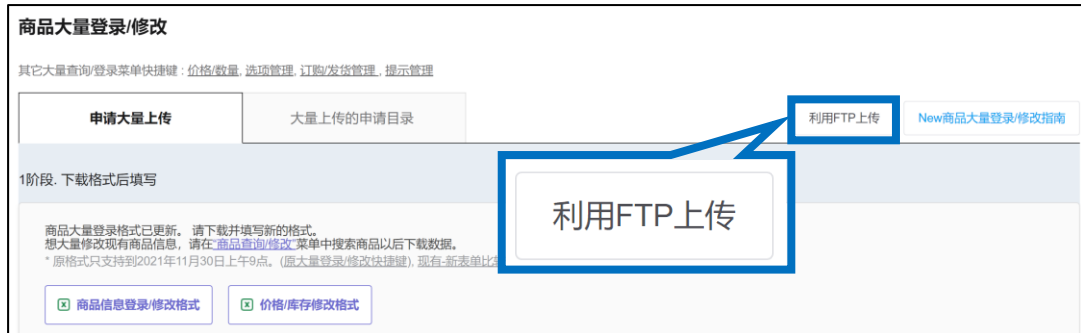 商品大量登录/修改
其它大量查询/登录菜单快捷键 : 价格/数量, 选项管理, 订购/发货管理 , 提示管理
申请大量上传
大量上传的申请目录
利用FTP上传
New商品大量登录/修改指南
1阶段. 下载格式后填写
利用FTP上传
商品大量登录格式已更新。 请下载并填写新的格式。
想大量修改现有商品信息，请在"商品查询/修改"菜单中搜索商品以后下载数据。
* 原格式只支持到2021年11月30日上午9点。(原大量登录/修改快捷键), 现有-新表单比
商品信息登录/修改格式
价格/库存修改格式